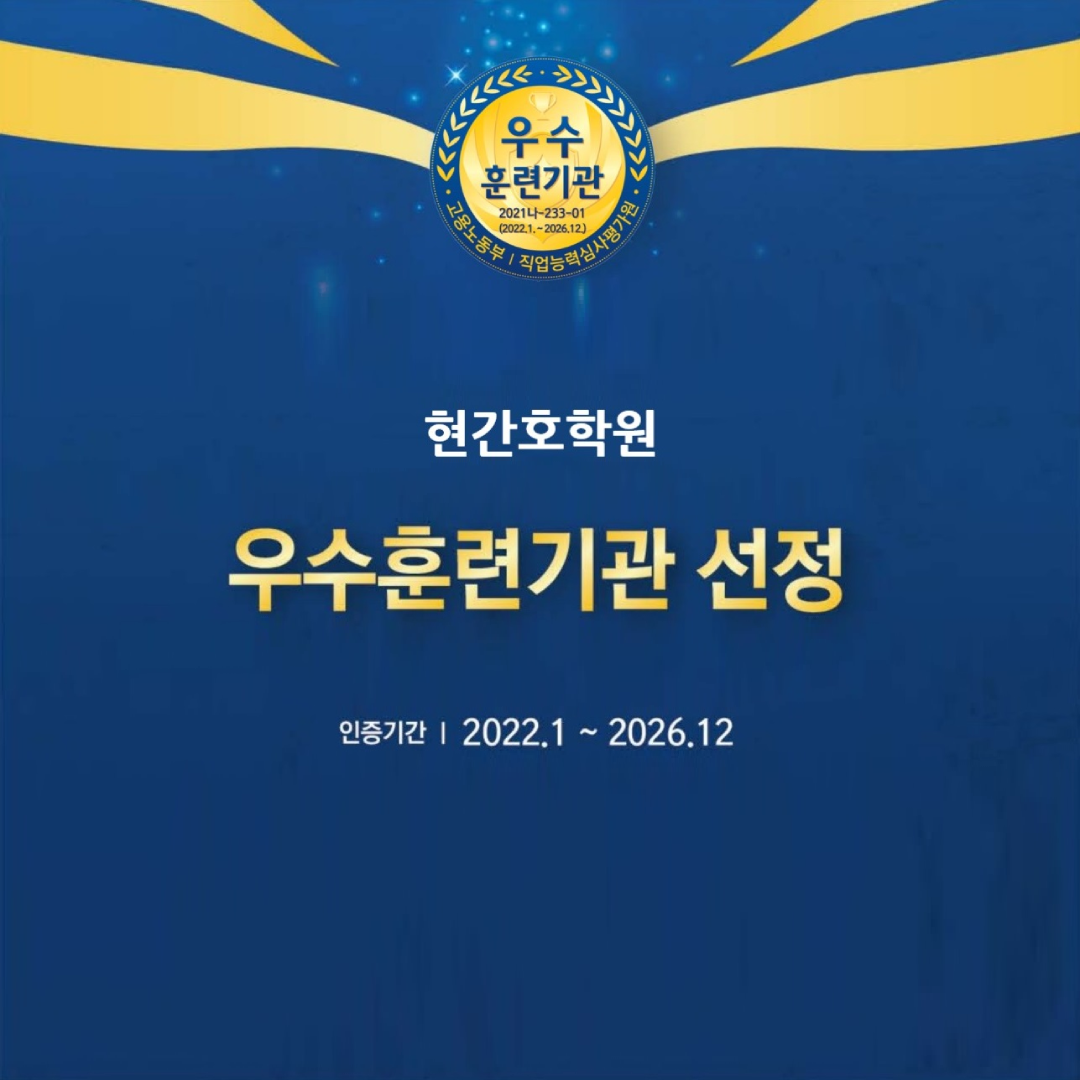 우수
훈련기관
2021나-233-01
(2022.1. ~ 2026.12.)
고용노동부 | 직업능력심사평가원
현간호학원
우수훈련기관 선정
인증기간 | 2022.1 ~ 2026.12